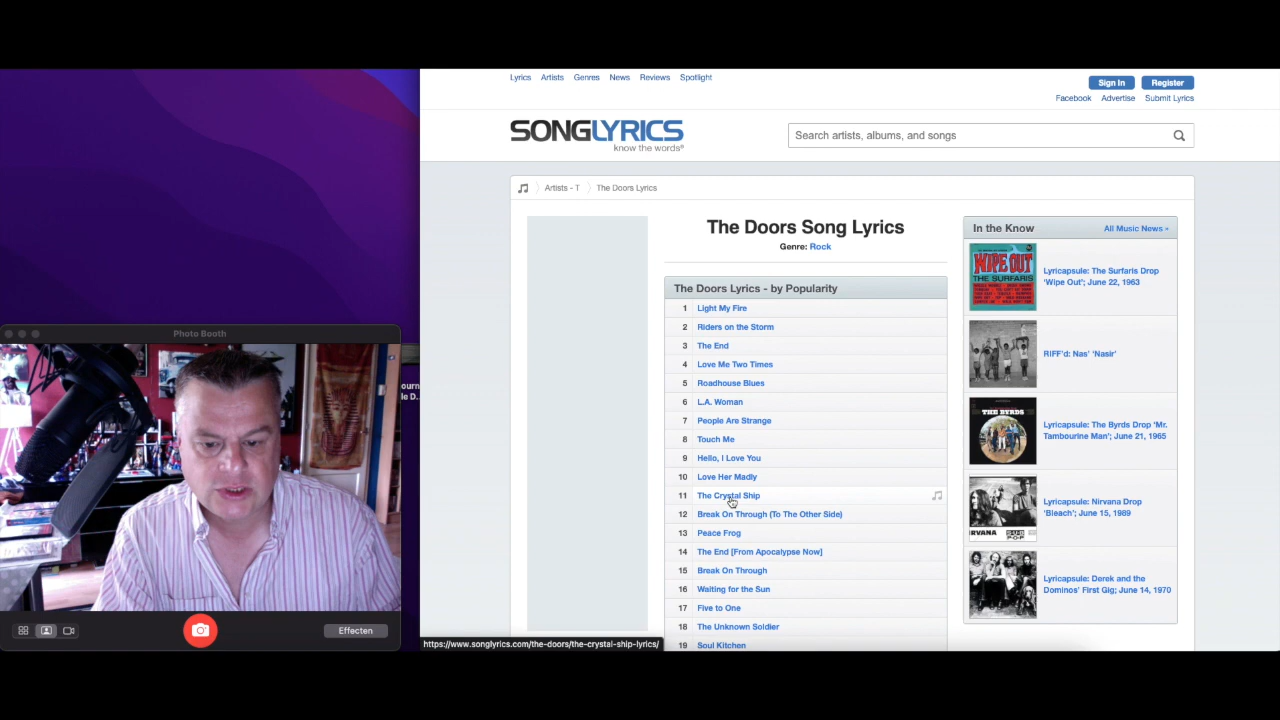 Lyrics Artists Genres News Reviews Spotlight
Sign In Register
Facebook Advertise Submit Lyrics
SONGLYRICS
know the words®
Search artists, albums, and songs
Artists - T The Doors Lyrics
The Doors Song Lyrics
Genre: Rock
The Doors Lyrics - by Popularity
1 Light My Fire
2 Riders on the Storm
3 The End
4 Love Me Two Times
5 Roadhouse Blues
6 L.A. Woman
7 People Are Strange
8 Touch Me
9 Hello, I Love You
10 Love Her Madly
11 The Crystal Ship
12 Break On Through (To The Other Side)
13 Peace Frog
14 The End [From Apocalypse Now]
15 Break On Through
16 Waiting for the Sun
17 Five to One
18 The Unknown Soldier
19 Soul Kitchen
In the Know All Music News »
WIPE OUT
THE SURFARIS
Lyricapsule: The Surfaris Drop
'Wipe Out'; June 22, 1963
RIFF'd: Nas' 'Nasir'
THE BYRDS
Lyricapsule: The Byrds Drop 'Mr.
Tambourine Man'; June 21, 1965
RVANA SUB POP
Lyricapsule: Nirvana Drop
'Bleach'; June 15, 1989
Lyricapsule: Derek and the
Dominos' First Gig; June 14, 1970
Photo Booth
ourn
le D..
Effecten
https://www.songlyrics.com/the-doors/the-crystal-ship-lyrics/